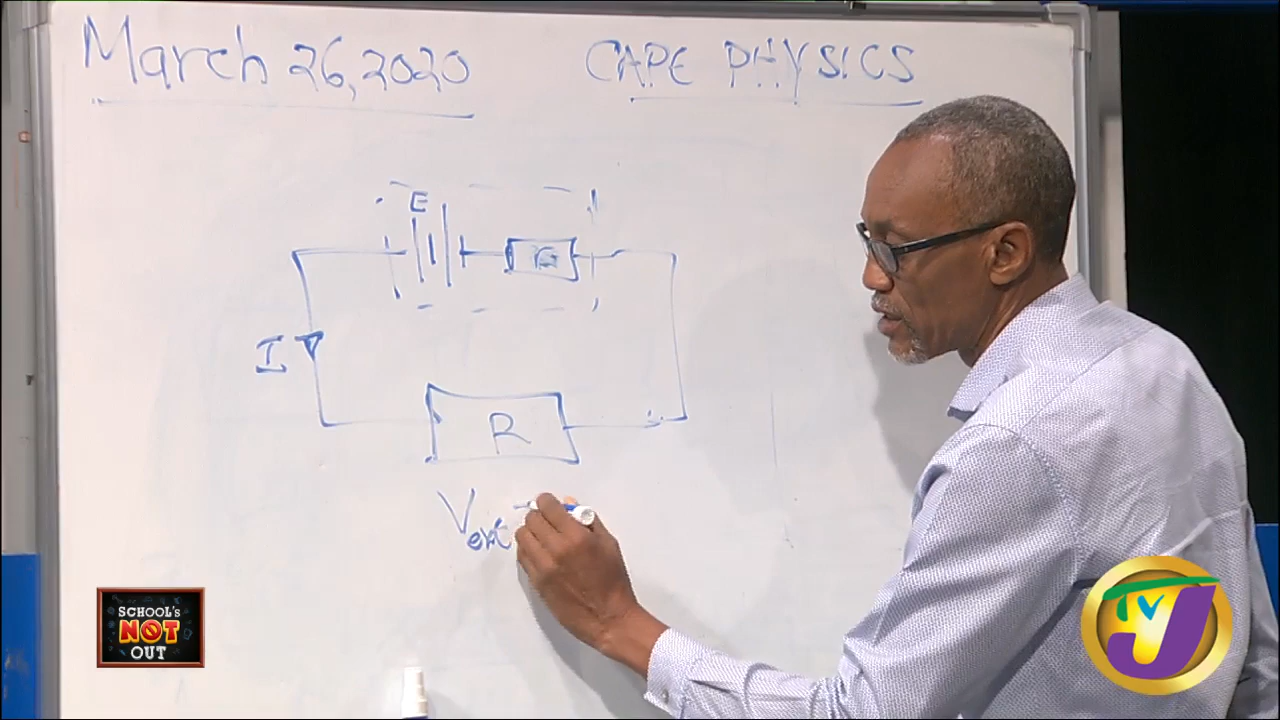 March 26, 2020
CAPE PHYSICS
E
I
R
Vext
SCHOOL'S
NOT
OUT
TVJ